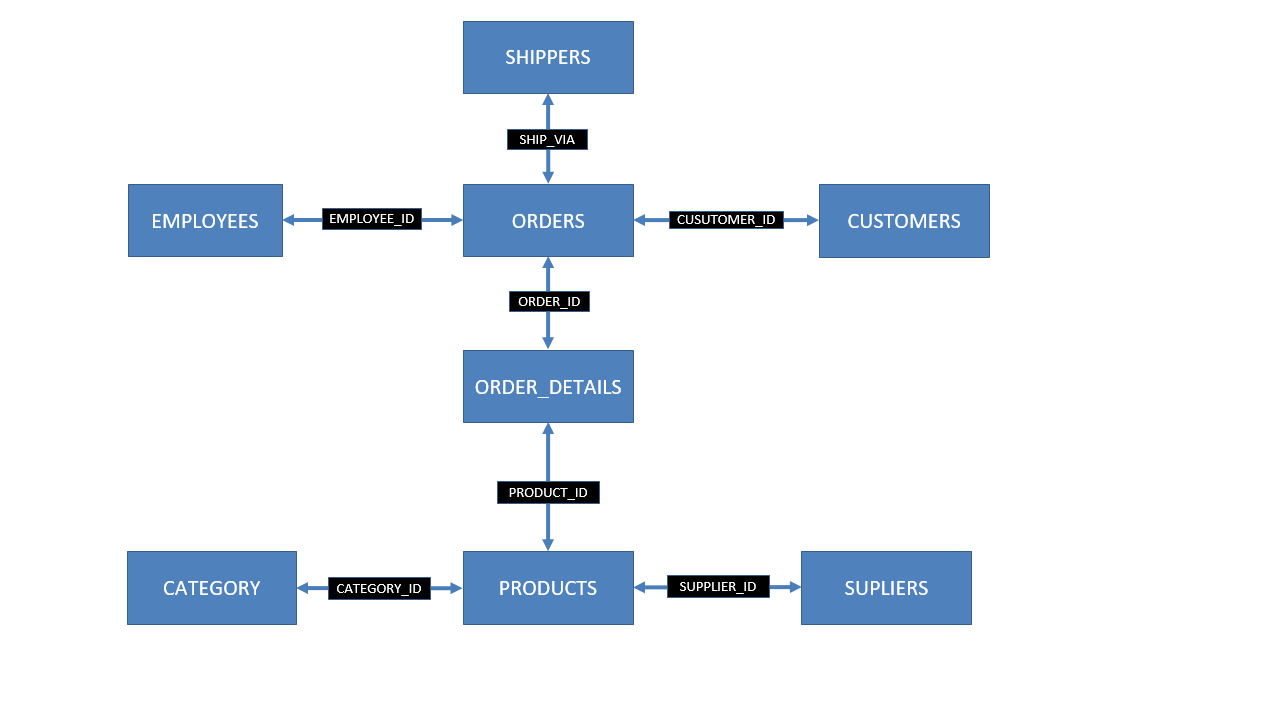 SHIPPERS
SHIP_VIA
EMPLOYEES
EMPLOYEE_ID
ORDERS
CUSUTOMER_ID
CUSTOMERS
ORDER_ID
ORDER_DETAILS
PRODUCT_ID
CATEGORY
CATEGORY_ID
PRODUCTS
SUPPLIER_ID
SUPLIERS